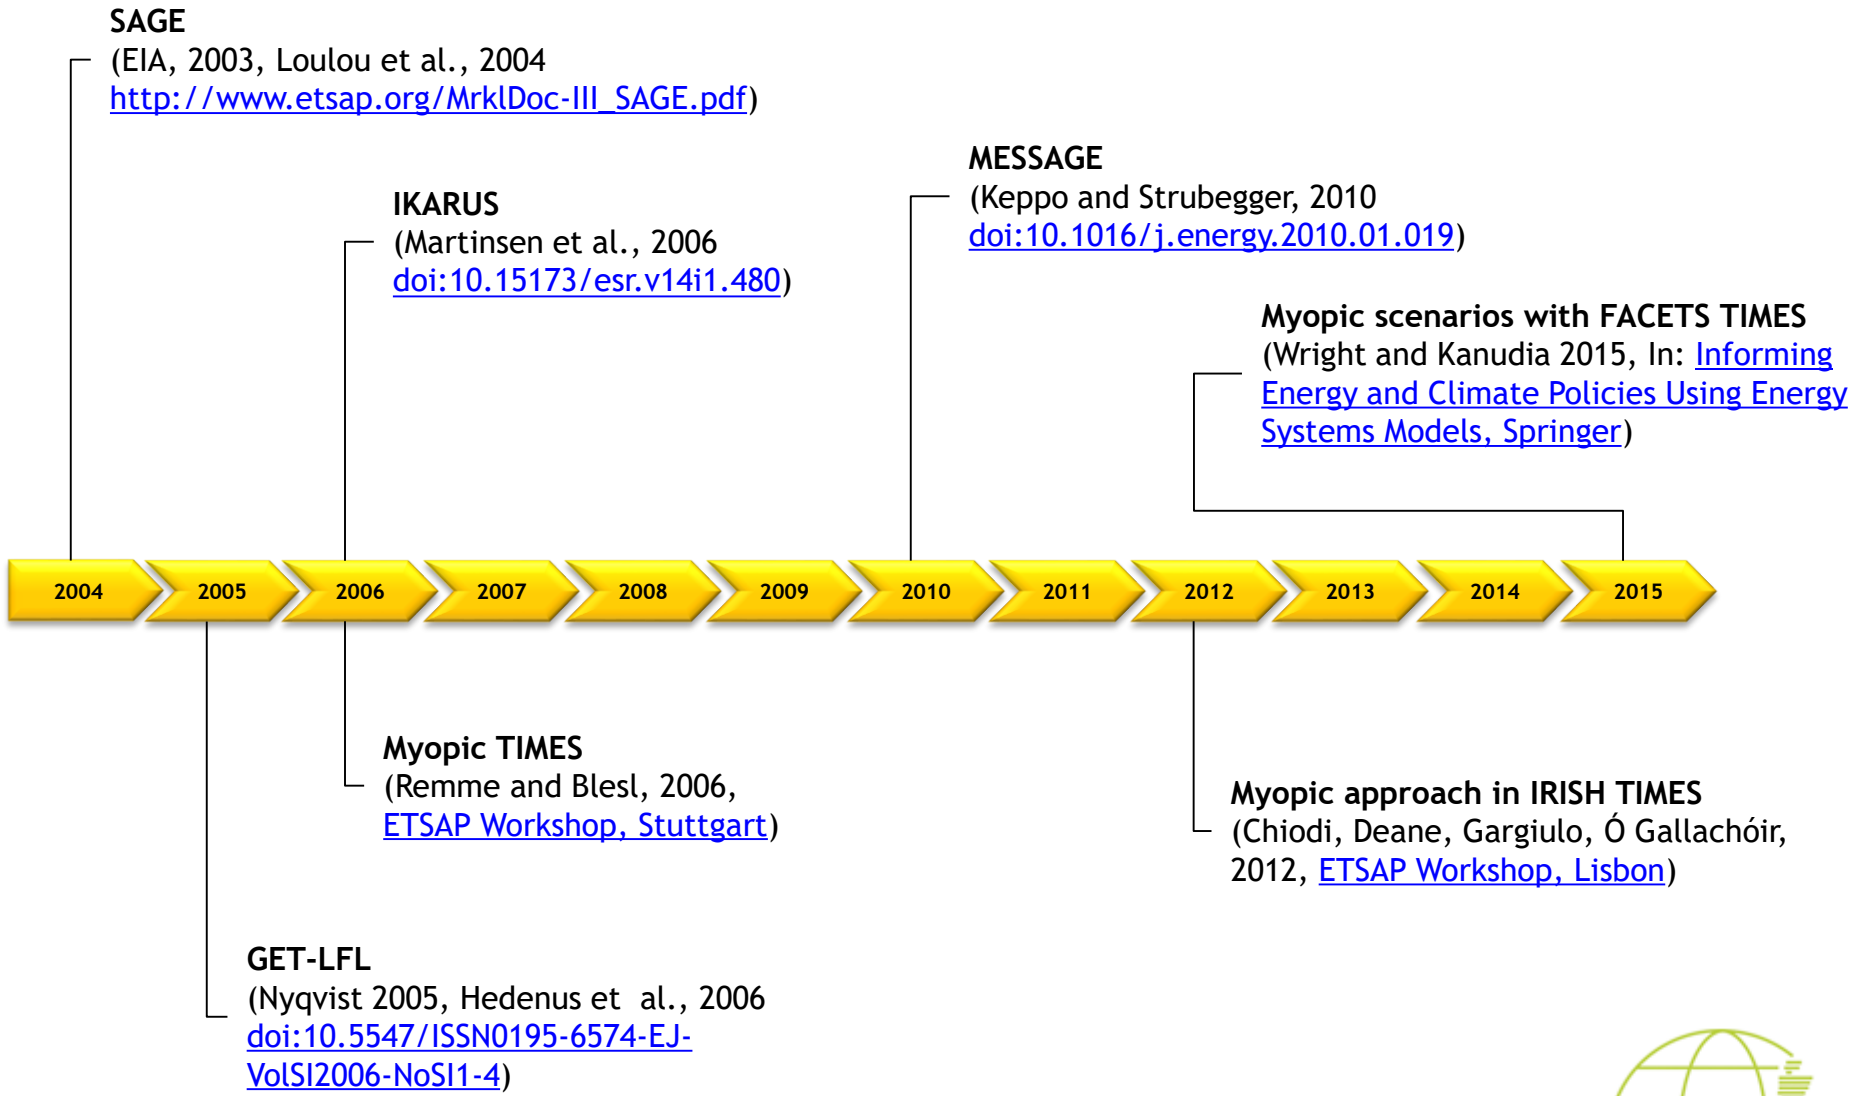 SAGE
(EIA, 2003, Loulou et al., 2004
http://www.etsap.org/MrklDoc-III_SAGE.pdf)
MESSAGE
(Keppo and Strubegger, 2010
doi:10.1016/j.energy.2010.01.019)
IKARUS
(Martinsen et al., 2006
doi:10.15173/esr.v14i1.480)
Myopic scenarios with FACETS TIMES
(Wright and Kanudia 2015, In: Informing
Energy and Climate Policies Using Energy
Systems Models, Springer)
2004 2005 2006 2007 2008 2009 2010 2011 2012 2013 2014 2015
Myopic TIMES
(Remme and Blesl, 2006,
ETSAP Workshop, Stuttgart)
Myopic approach in IRISH TIMES
(Chiodi, Deane, Gargiulo, Ó Gallachóir,
2012, ETSAP Workshop, Lisbon)
GET-LFL
(Nyqvist 2005, Hedenus et  al., 2006
doi:10.5547/ISSN0195-6574-EJ-
VolSI2006-NoSI1-4)